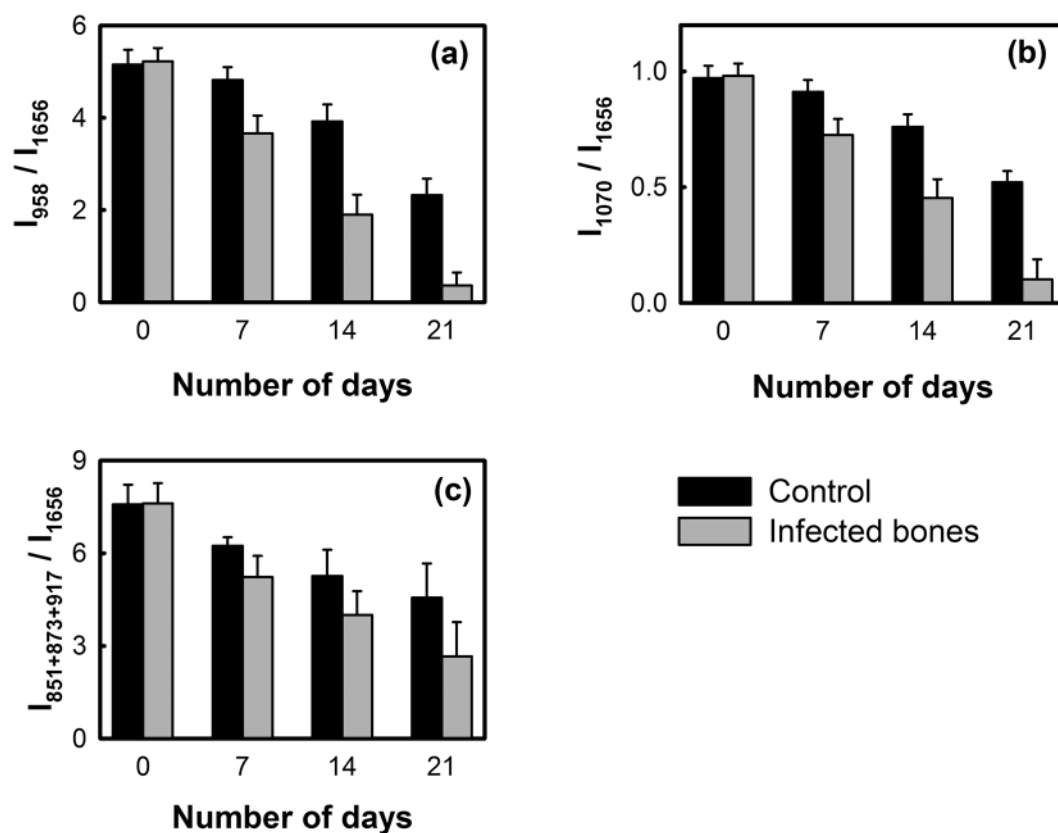 (a)
I958 / I1656
6
4
2
0
0 7 14 21
Number of days
(b)
I1070 / I1656
1.0
0.5
0.0
0 7 14 21
Number of days
(c)
I851+873+917 / I1656
9
6
3
0
0 7 14 21
Number of days
Control
Infected bones